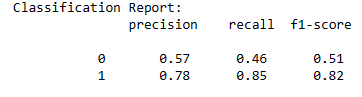 Classification Report:
precision recall f1-score
0 0.57 0.46 0.51
1 0.78 0.85 0.82